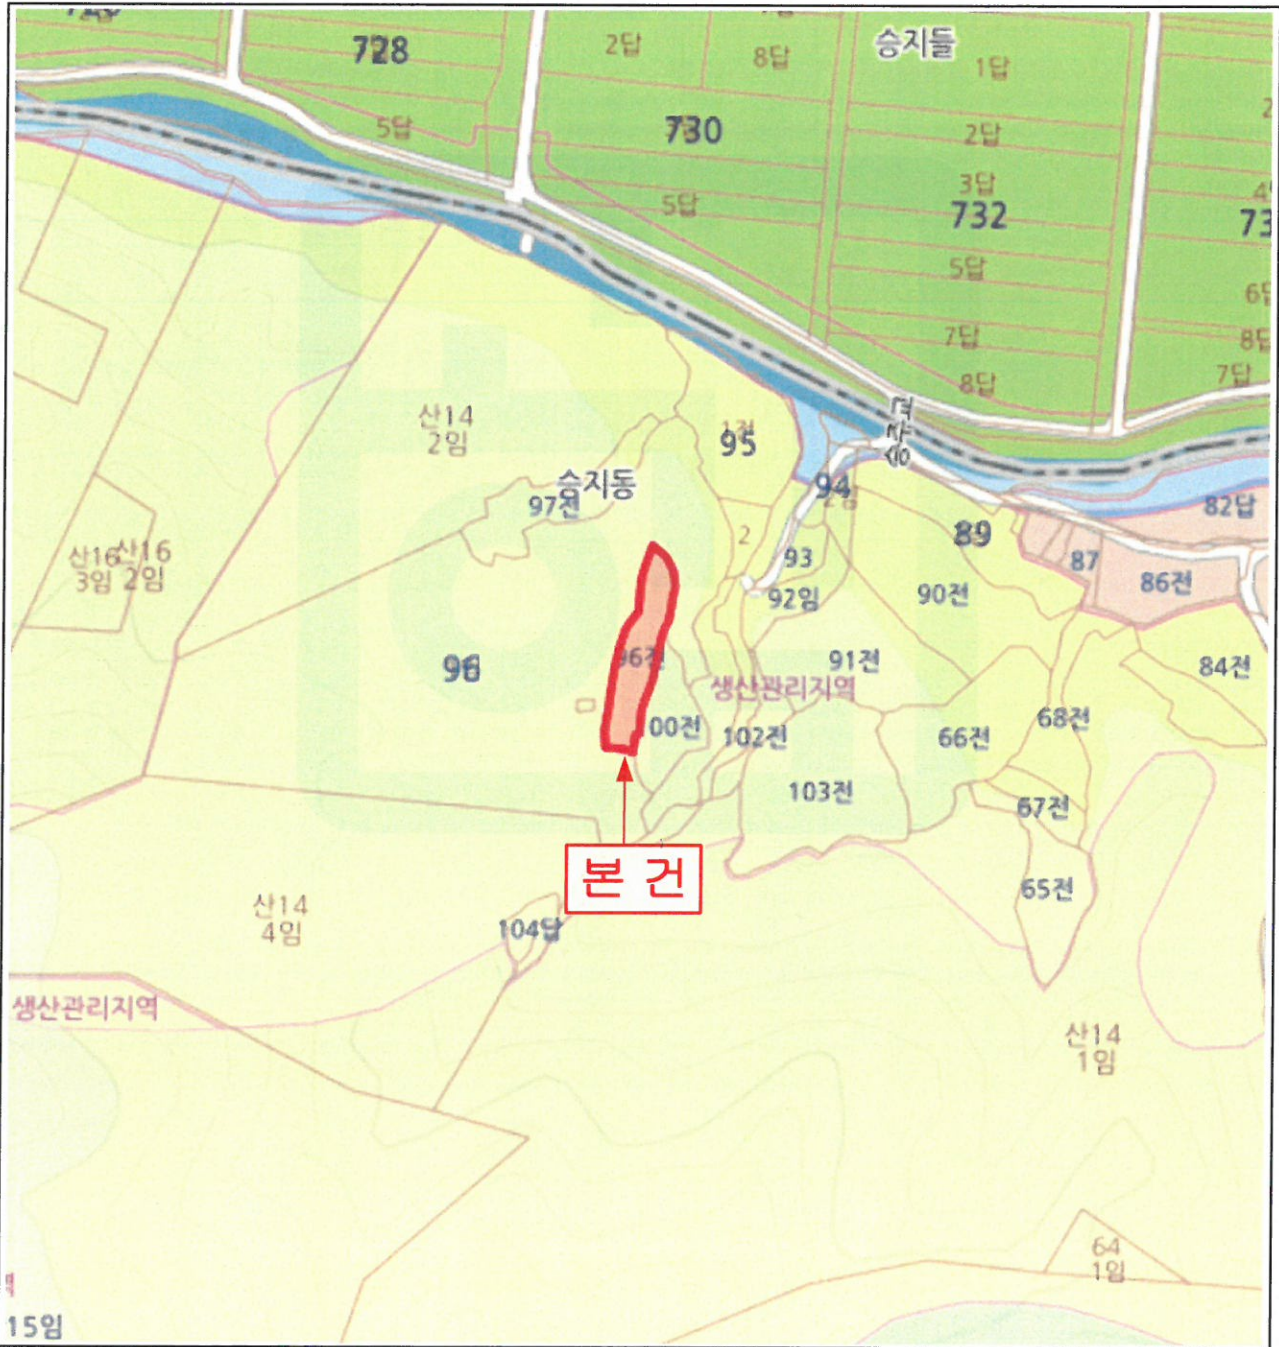 728
2답
8답
승지들
1답
5답
730
2답
5답
3답
732
5답
7답
8답
6답
8답
7답
산14
2임
95
승지동
97전
94
82답
89
산16
3임
산16
2임
2
93
87
86전
92임
90전
96
96전
91전
84전
생산관리지역
00전
102전
68전
66전
103전
67전
본 건
65전
산14
4임
104답
생산관리지역
산14
1임
64
1임
15임